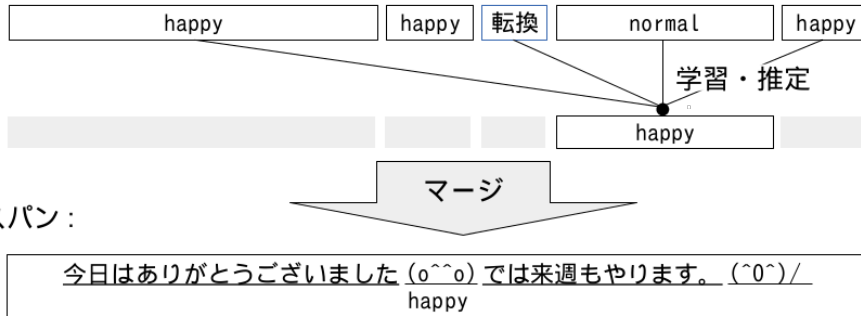 happy happy 転換 normal happy
学習・推定
happy
マージ
スパン：
今日はありがとうございました (o^^o) では来週もやります。 (^0^)/
happy